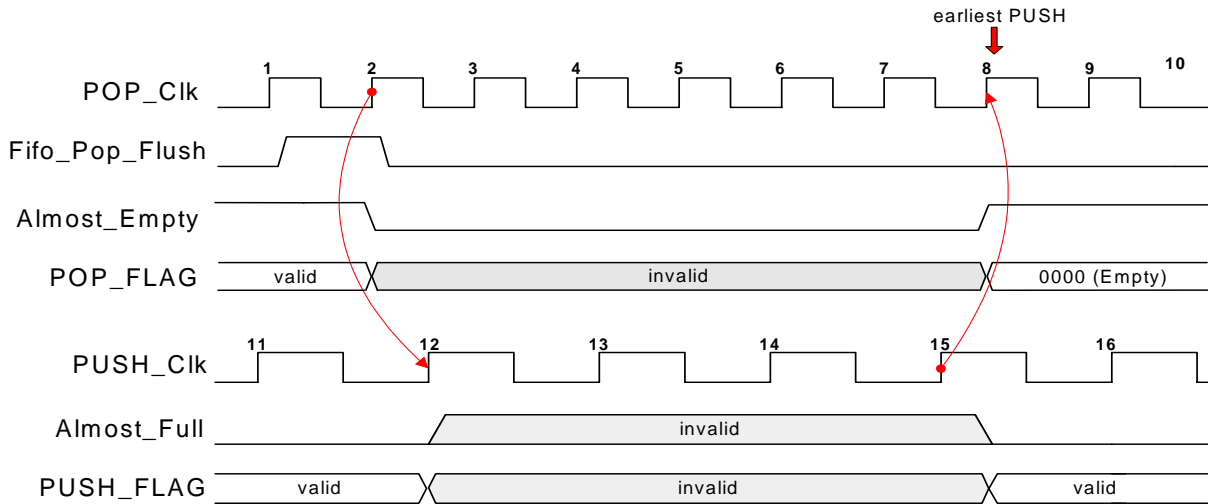 earliest PUSH
1 2 3 4 5 6 7 8 9 10
POP_Clk
Fifo_Pop_Flush
Almost_Empty
POP_FLAG valid invalid 0000 (Empty)
11 12 13 14 15 16
PUSH_Clk
Almost_Full invalid
PUSH_FLAG valid invalid valid